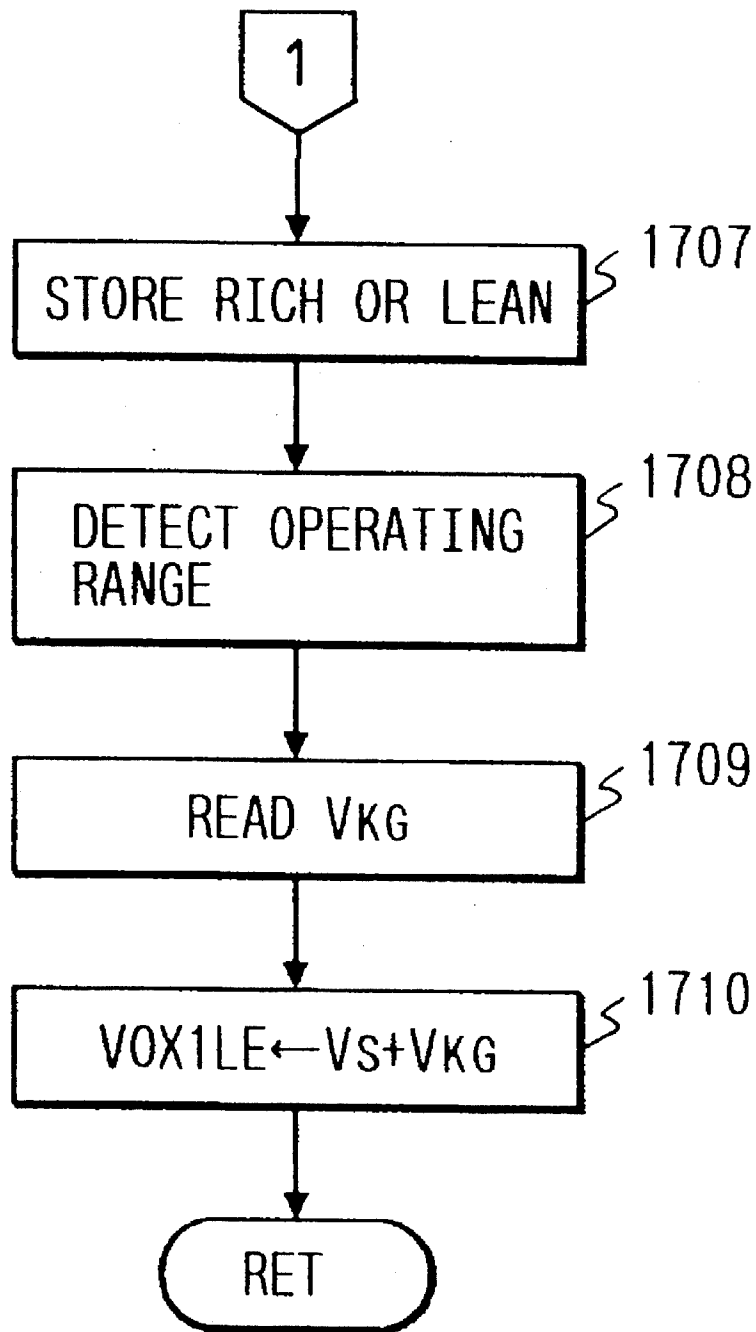 1
1707
STORE RICH OR LEAN
1708
DETECT OPERATING
RANGE
1709
READ VKG
1710
VOX1LE←VS+VKG
RET